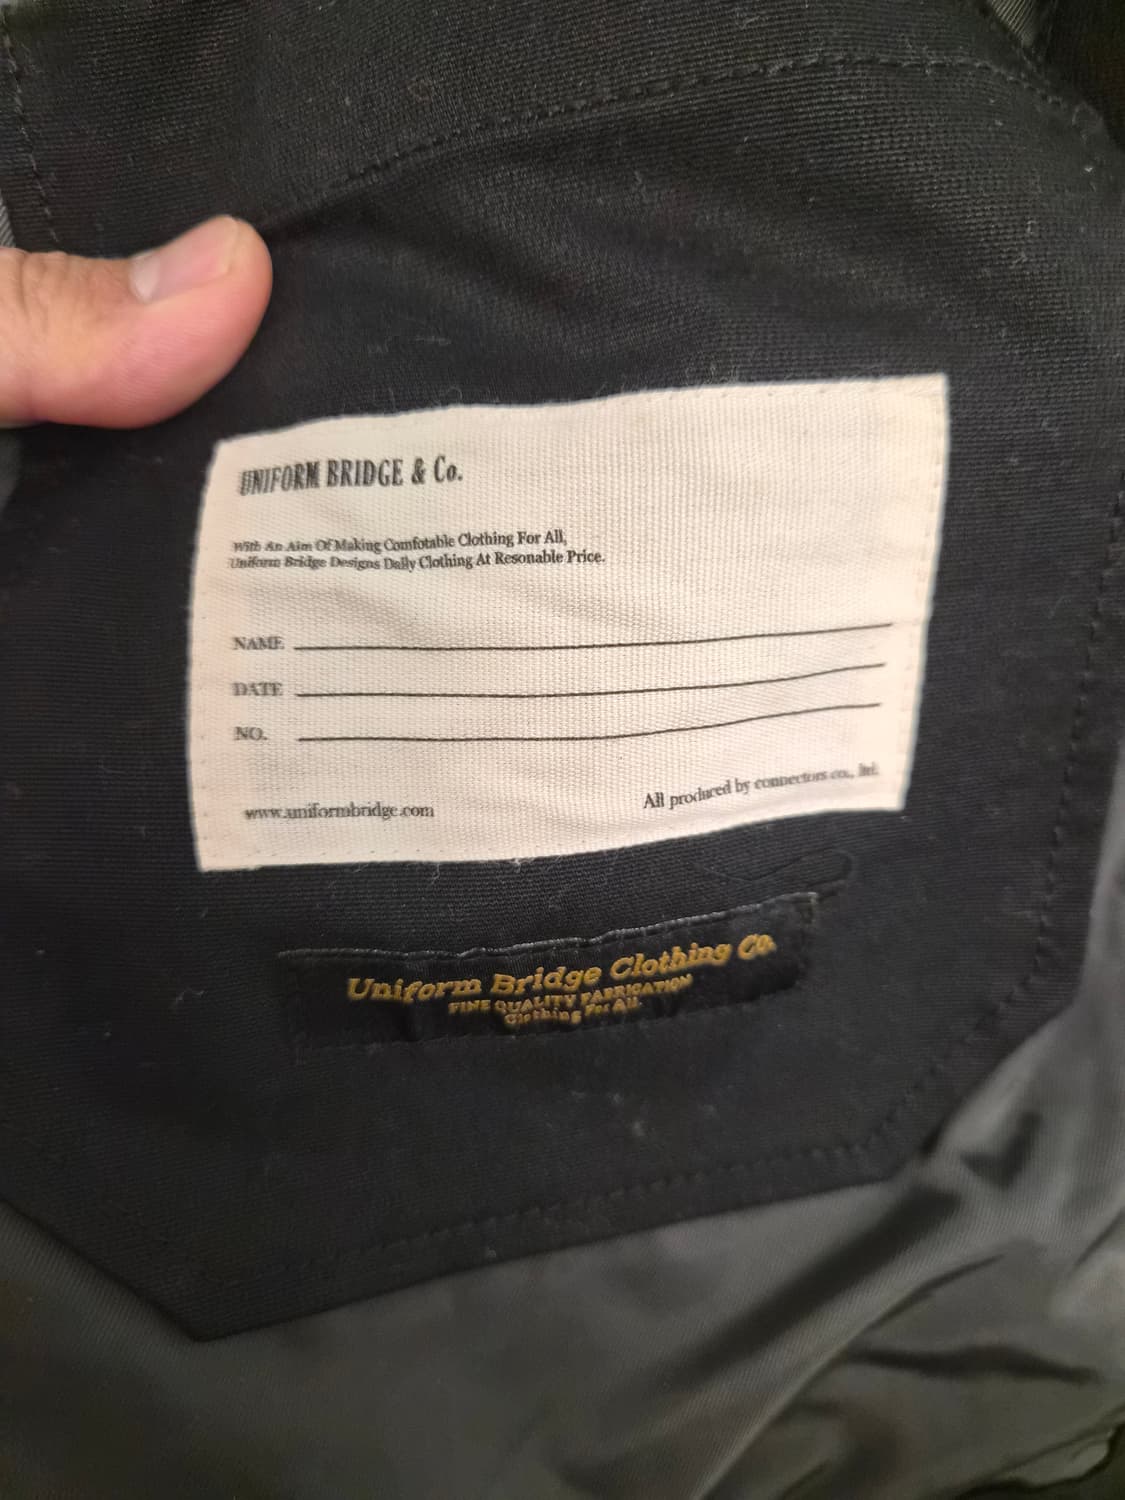 UNIFORM BRIDGE & Co.
With An Aim Of Making Comfotable Clothing For All,
Uniform Bridge Designs Daily Clothing At Resonable Price.
NAME
DATE
NO.
www.uniformbridge.com
All produced by connectors co., ltd.
Uniform Bridge Clothing Co.
FINE QUALITY FABRICATION
Clothing For All.